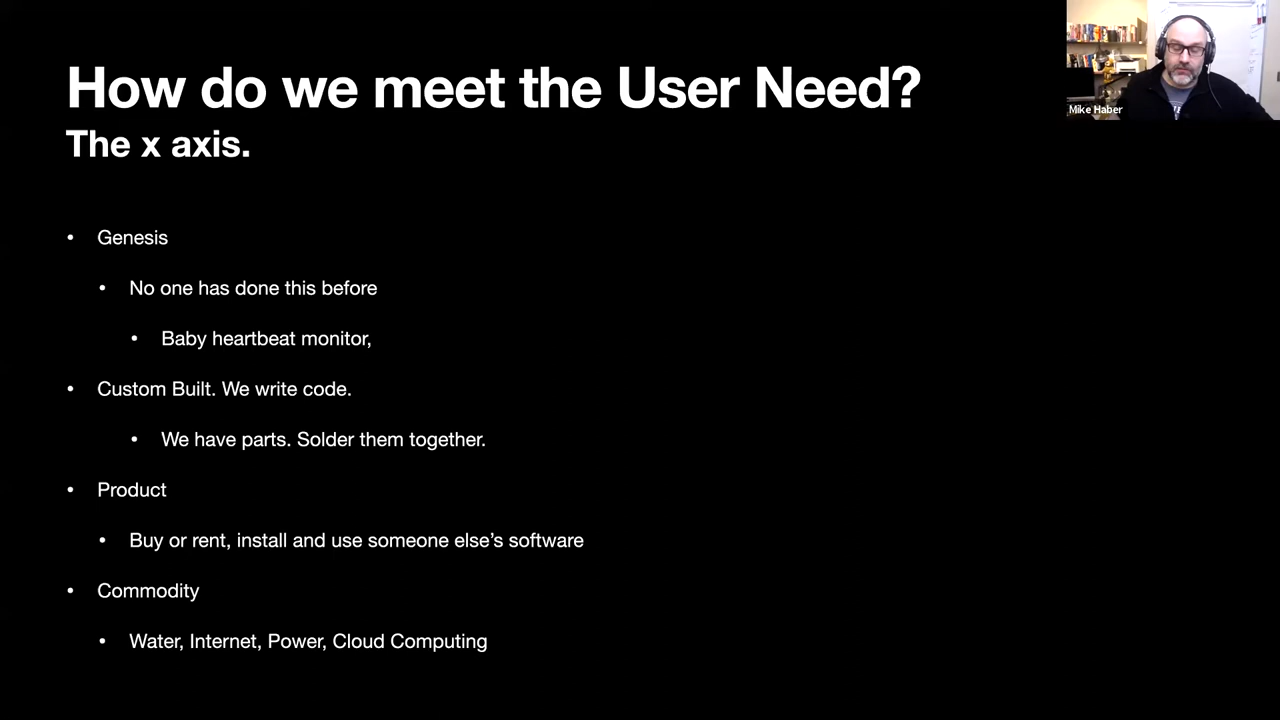 How do we meet the User Need?
The x axis.
Mike Haber
• Genesis
• No one has done this before
• Baby heartbeat monitor,
• Custom Built. We write code.
• We have parts. Solder them together.
• Product
• Buy or rent, install and use someone else’s software
• Commodity
• Water, Internet, Power, Cloud Computing